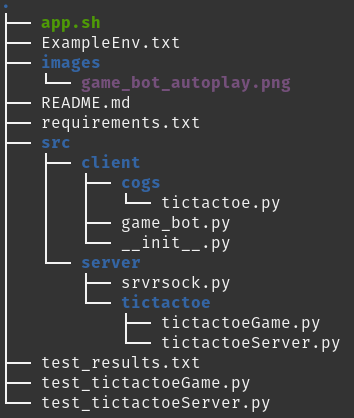 .
├── app.sh
├── ExampleEnv.txt
├── images
│   └── game_bot_autoplay.png
├── README.md
├── requirements.txt
├── src
│   ├── client
│   │   ├── cogs
│   │   │   └── tictactoe.py
│   │   ├── game_bot.py
│   │   └── __init__.py
│   └── server
│       ├── srvrsock.py
│       └── tictactoe
│           ├── tictactoeGame.py
│           └── tictactoeServer.py
├── test_results.txt
├── test_tictactoeGame.py
└── test_tictactoeServer.py